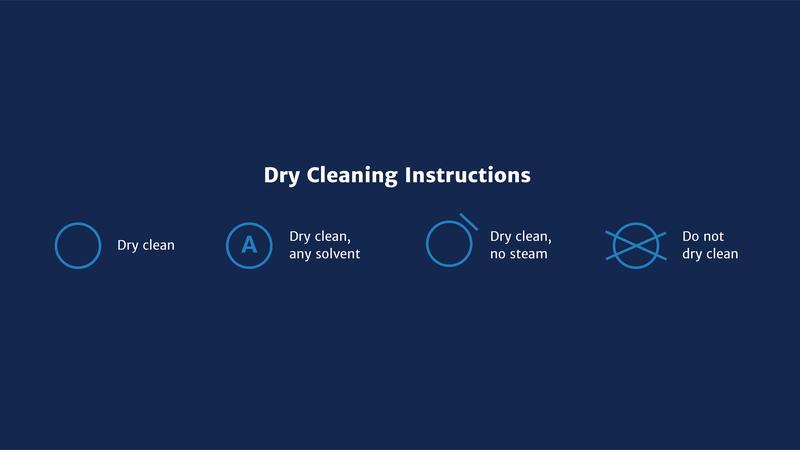 Dry Cleaning Instructions
Dry clean
A
Dry clean,
any solvent
Dry clean,
no steam
Do not
dry clean